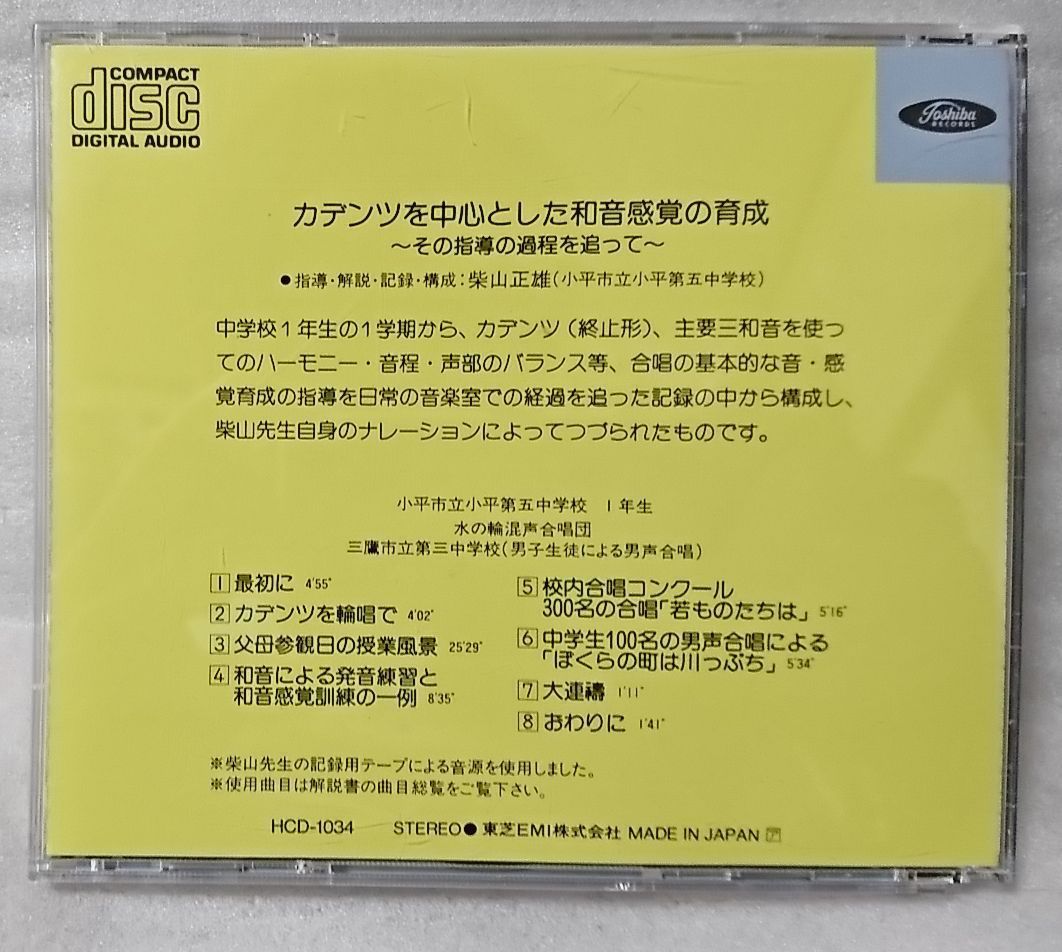 COMPACT
disc
DIGITAL AUDIO
Toshiba
RECORDS
カデンツを中心とした和音感覚の育成
〜その指導の過程を追って〜
●指導・解説・記録・構成：柴山正雄（小平市立小平第五中学校）
中学校1年生の1学期から、カデンツ（終止形）、主要三和音を使っ
てのハーモニー・音程・声部のバランス等、合唱の基本的な音・感
覚育成の指導を日常の音楽室での経過を追った記録の中から構成し、
柴山先生自身のナレーションによってつづられたものです。
小平市立小平第五中学校 1年生
水の輪混声合唱団
三鷹市立第三中学校（男子生徒による男声合唱）
1 最初に 4'55"
2 カデンツを輪唱で 4'02"
3 父母参観日の授業風景 25'29"
4 和音による発音練習と
和音感覚訓練の一例 8'35"
5 校内合唱コンクール
300名の合唱「若ものたちは」 5'16"
6 中学生100名の男声合唱による
「ぼくらの町は川っぷち」 5'34"
7 大連禱 1'11"
8 おわりに 1'41"
※柴山先生の記録用テープによる音源を使用しました。
※使用曲目は解説書の曲目総覧をご覧下さい。
HCD-1034 STEREO● 東芝EMI株式会社 MADE IN JAPAN ア